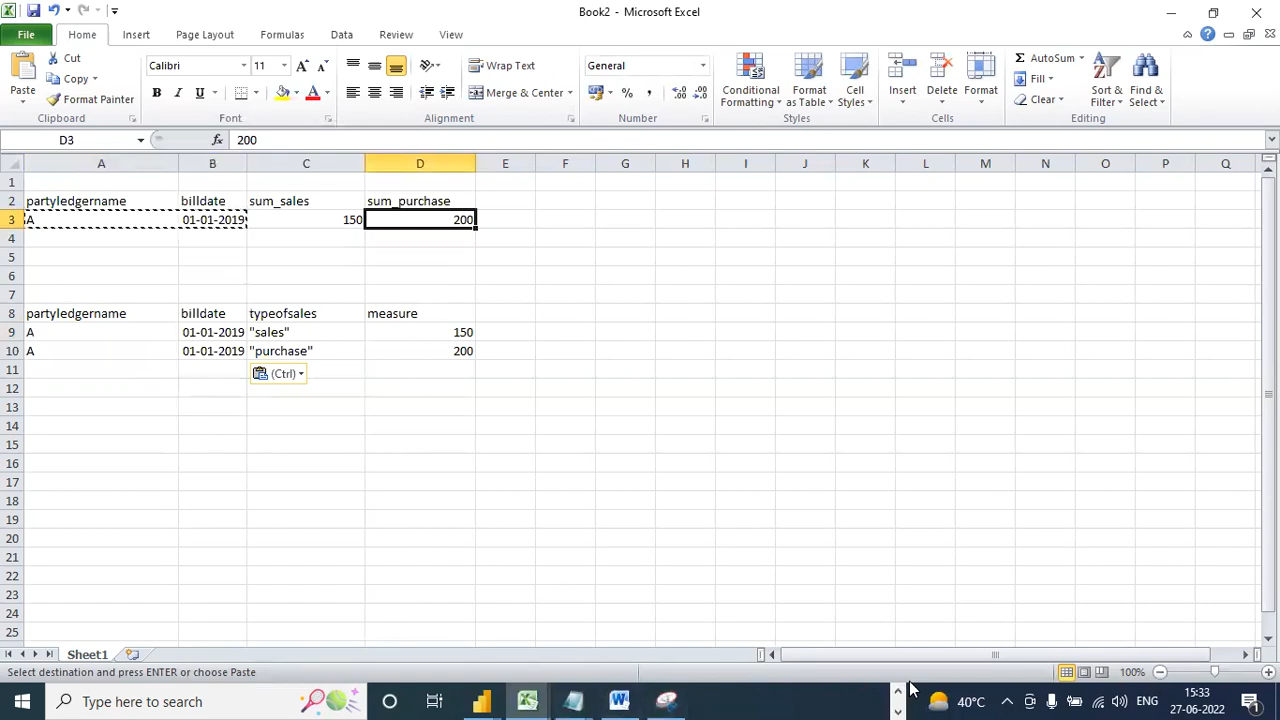 Book2 - Microsoft Excel
File Home Insert Page Layout Formulas Data Review View
Paste
Cut
Copy
Format Painter
Clipboard
Calibri 11
B I U A A A
Font
Wrap Text
Merge & Center
Alignment
General
% ,
Number
Conditional Formatting
Format as Table
Cell Styles
Styles
Insert Delete Format
Cells
Σ AutoSum
Fill
Clear
Sort & Filter
Find & Select
Editing
D3 fx 200
A B C D E F G H I J K L M N O P Q
1
2 partyledgername billdate sum_sales sum_purchase
3 A 01-01-2019 150 200
4
5
6
7
8 partyledgername billdate typeofsales measure
9 A 01-01-2019 "sales" 150
10 A 01-01-2019 "purchase" 200
11 (Ctrl)
12
13
14
15
16
17
18
19
20
21
22
23
24
25
Sheet1
Select destination and press ENTER or choose Paste 100%
Type here to search 40°C ENG 15:33
27-06-2022